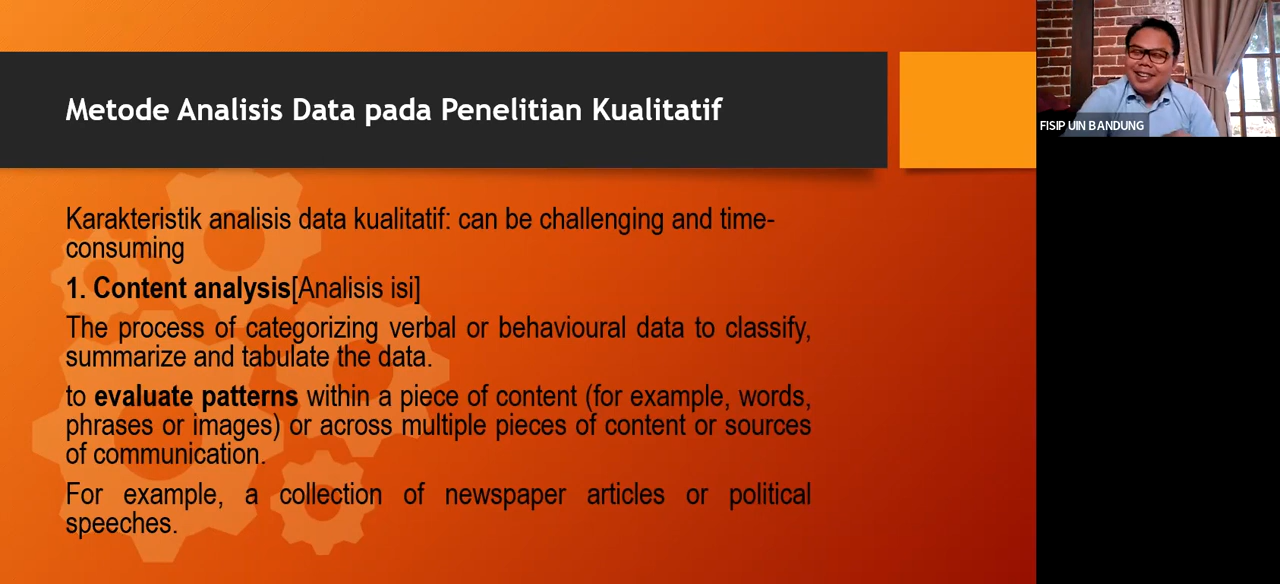 Metode Analisis Data pada Penelitian Kualitatif
FISIP UIN BANDUNG
Karakteristik analisis data kualitatif: can be challenging and time-
consuming
1. Content analysis[Analisis isi]
The process of categorizing verbal or behavioural data to classify,
summarize and tabulate the data.
to evaluate patterns within a piece of content (for example, words,
phrases or images) or across multiple pieces of content or sources
of communication.
For example, a collection of newspaper articles or political
speeches.